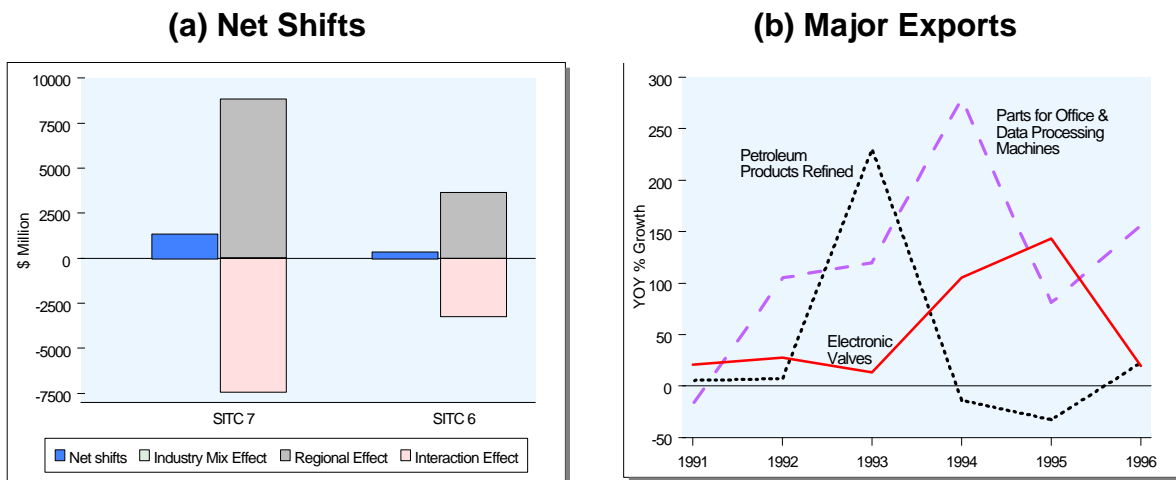 (a) Net Shifts
10000
7500
5000
2500
0
-2500
-5000
-7500
$ Million
SITC 7
SITC 6
Net shifts
Industry Mix Effect
Regional Effect
Interaction Effect
(b) Major Exports
300
250
200
150
100
50
0
-50
YOY % Growth
Parts for Office &
Data Processing
Machines
Petroleum
Products Refined
Electronic
Valves
1991
1992
1993
1994
1995
1996